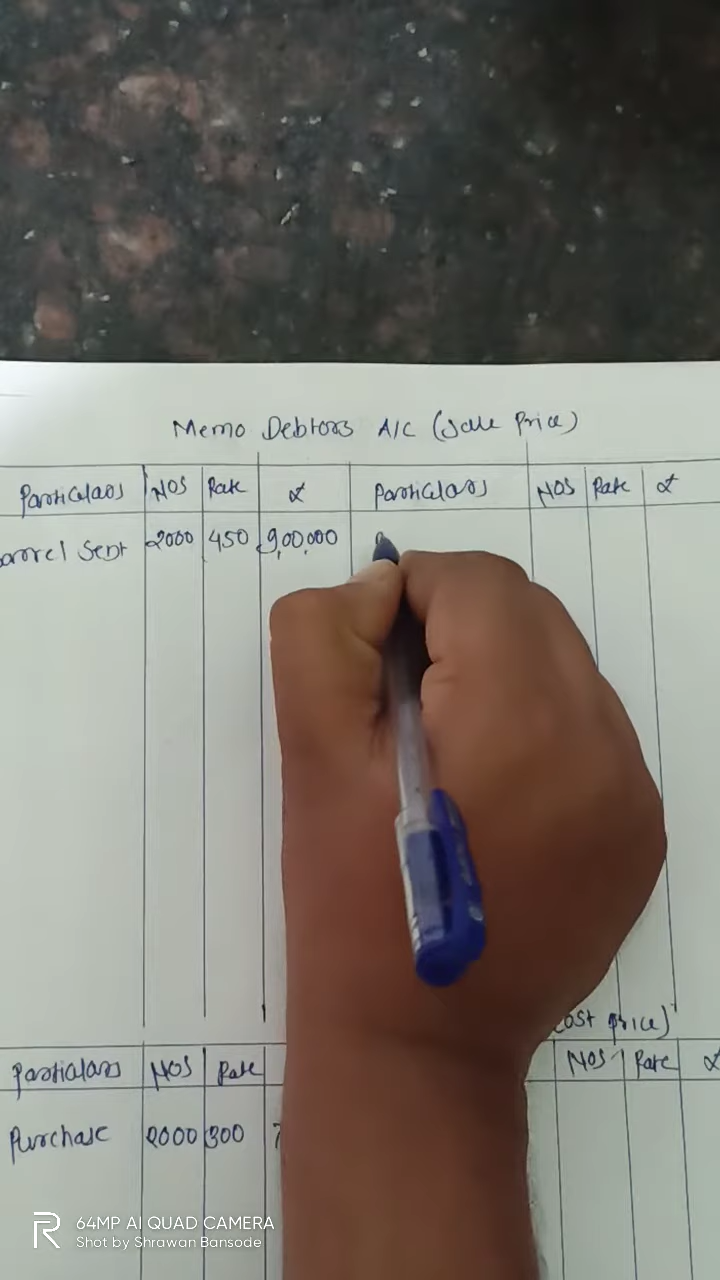 Memo Debtors A/C (Sale Price)
Particulars NOS Rate ₹ Particulars NOS Rate ₹
Sent 2000 450 9,00,000
Cost price)
Particulars NOS Rate NOS Rate ₹
Purchase 2000 300
64MP AI QUAD CAMERA
Shot by Shrawan Bansode